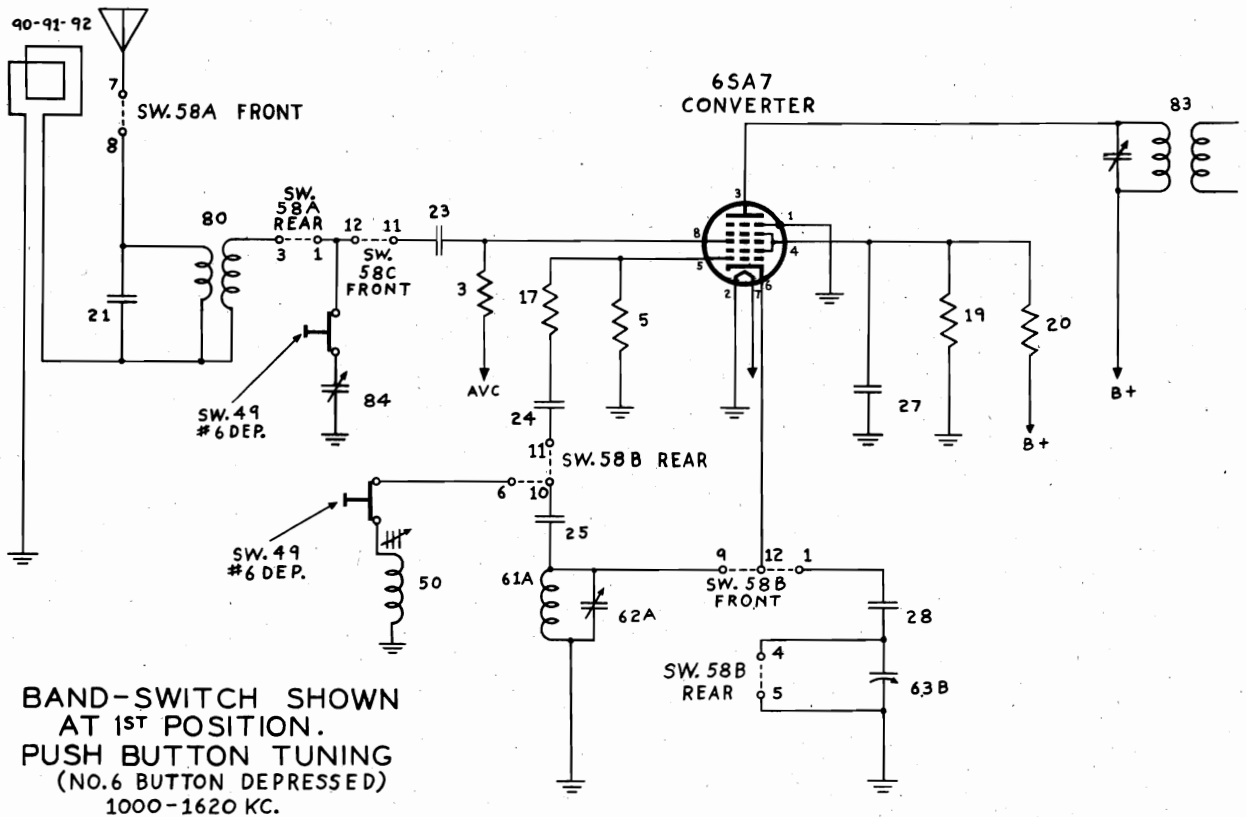 90-91-92
7
SW.58A FRONT
8
6SA7
CONVERTER
83
80
SW.
58A
REAR
3 1
12 11
SW.
58C
FRONT
23
21
3
17
5
AVC
8
5
3
1
4
2
7
6
19
20
27
B+
B+
SW.49
#6 DEP.
84
24
11
SW.58B REAR
6 10
25
SW.49
#6 DEP.
50
61A
62A
9 12 1
SW.58B
FRONT
28
SW.58B
REAR
4
5
63B
BAND-SWITCH SHOWN
AT 1ST POSITION.
PUSH BUTTON TUNING
(NO.6 BUTTON DEPRESSED)
1000-1620 KC.